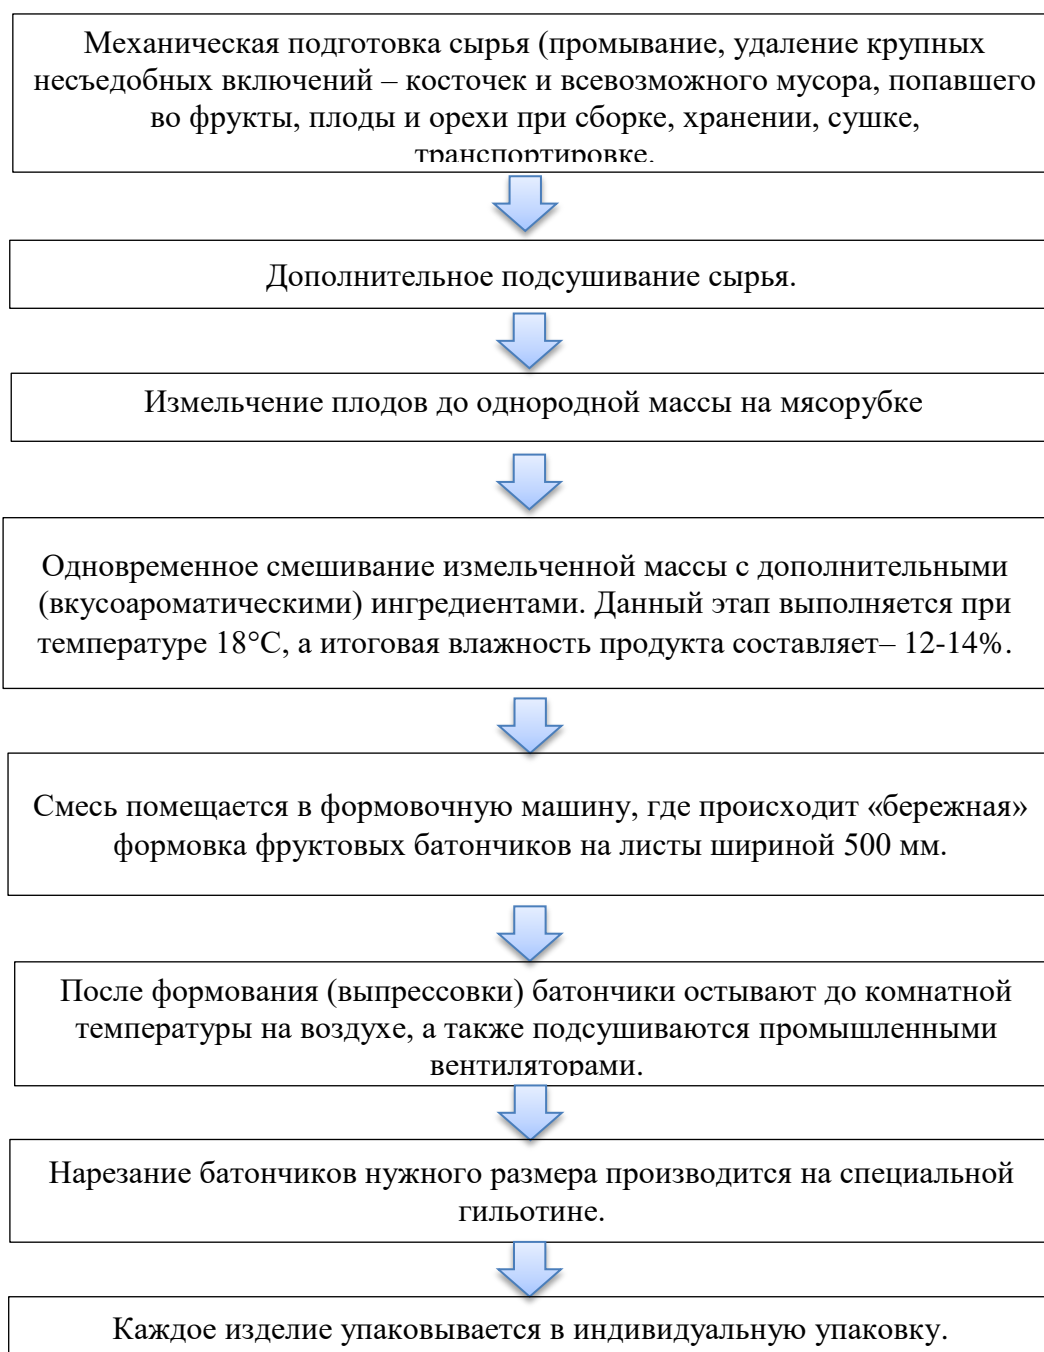 Механическая подготовка сырья (промывание, удаление крупных
несъедобных включений – косточек и всевозможного мусора, попавшего
во фрукты, плоды и орехи при сборке, хранении, сушке,
транспортировке.
Дополнительное подсушивание сырья.
Измельчение плодов до однородной массы на мясорубке
Одновременное смешивание измельченной массы с дополнительными
(вкусоароматическими) ингредиентами. Данный этап выполняется при
температуре 18°С, а итоговая влажность продукта составляет– 12-14%.
Смесь помещается в формовочную машину, где происходит «бережная»
формовка фруктовых батончиков на листы шириной 500 мм.
После формования (выпрессовки) батончики остывают до комнатной
температуры на воздухе, а также подсушиваются промышленными
вентиляторами.
Нарезание батончиков нужного размера производится на специальной
гильотине.
Каждое изделие упаковывается в индивидуальную упаковку.